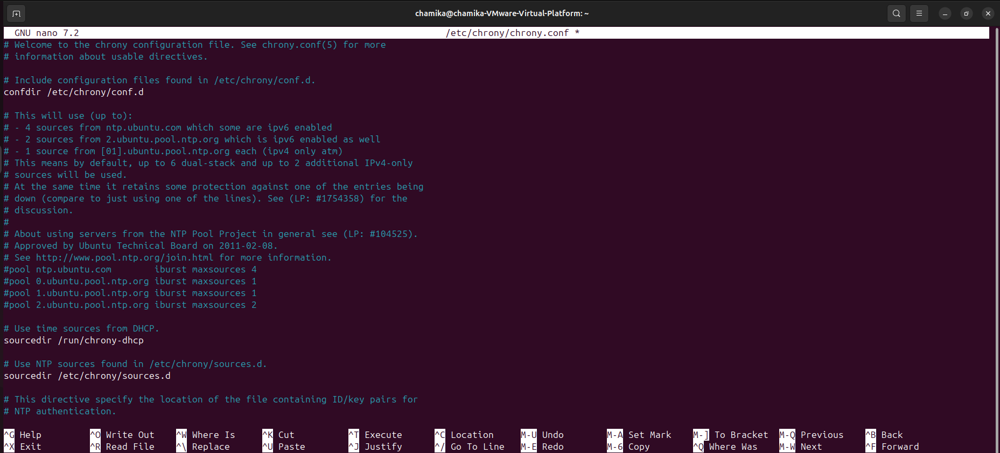 chamika@chamika-VMware-Virtual-Platform: ~
GNU nano 7.2 /etc/chrony/chrony.conf *
# Welcome to the chrony configuration file. See chrony.conf(5) for more
# information about usable directives.
# Include configuration files found in /etc/chrony/conf.d.
confdir /etc/chrony/conf.d
# This will use (up to):
# - 4 sources from ntp.ubuntu.com which some are ipv6 enabled
# - 2 sources from 2.ubuntu.pool.ntp.org which is ipv6 enabled as well
# - 1 source from [01].ubuntu.pool.ntp.org each (ipv4 only atm)
# This means by default, up to 6 dual-stack and up to 2 additional IPv4-only
# sources will be used.
# At the same time it retains some protection against one of the entries being
# down (compare to just using one of the lines). See (LP: #1754358) for the
# discussion.
#
# About using servers from the NTP Pool Project in general see (LP: #104525).
# Approved by Ubuntu Technical Board on 2011-02-08.
# See http://www.pool.ntp.org/join.html for more information.
#pool ntp.ubuntu.com        iburst maxsources 4
#pool 0.ubuntu.pool.ntp.org iburst maxsources 1
#pool 1.ubuntu.pool.ntp.org iburst maxsources 1
#pool 2.ubuntu.pool.ntp.org iburst maxsources 2
# Use time sources from DHCP.
sourcedir /run/chrony-dhcp
# Use NTP sources found in /etc/chrony/sources.d.
sourcedir /etc/chrony/sources.d
# This directive specify the location of the file containing ID/key pairs for
# NTP authentication.
^G Help ^O Write Out ^W Where Is ^K Cut ^T Execute ^C Location M-U Undo M-A Set Mark M-] To Bracket M-Q Previous ^B Back
^X Exit ^R Read File ^\ Replace ^U Paste ^J Justify ^/ Go To Line M-E Redo M-6 Copy ^Q Where Was M-W Next ^F Forward